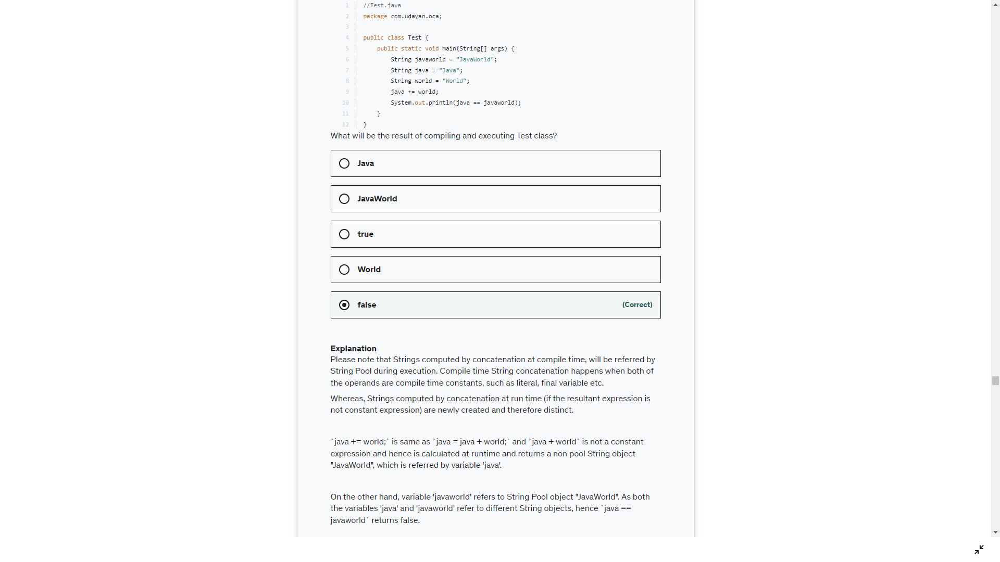 1 //Test.java
2 package com.udayan.oca;
3
4 public class Test {
5 public static void main(String[] args) {
6 String javaworld = "JavaWorld";
7 String java = "Java";
8 String world = "World";
9 java += world;
10 System.out.println(java == javaworld);
11 }
12 }
What will be the result of compiling and executing Test class?
Java
JavaWorld
true
World
false (Correct)
Explanation
Please note that Strings computed by concatenation at compile time, will be referred by
String Pool during execution. Compile time String concatenation happens when both of
the operands are compile time constants, such as literal, final variable etc.
Whereas, Strings computed by concatenation at run time (if the resultant expression is
not constant expression) are newly created and therefore distinct.
`java += world;` is same as `java = java + world;` and `java + world` is not a constant
expression and hence is calculated at runtime and returns a non pool String object
"JavaWorld", which is referred by variable 'java'.
On the other hand, variable 'javaworld' refers to String Pool object "JavaWorld". As both
the variables 'java' and 'javaworld' refer to different String objects, hence `java ==
javaworld` returns false.